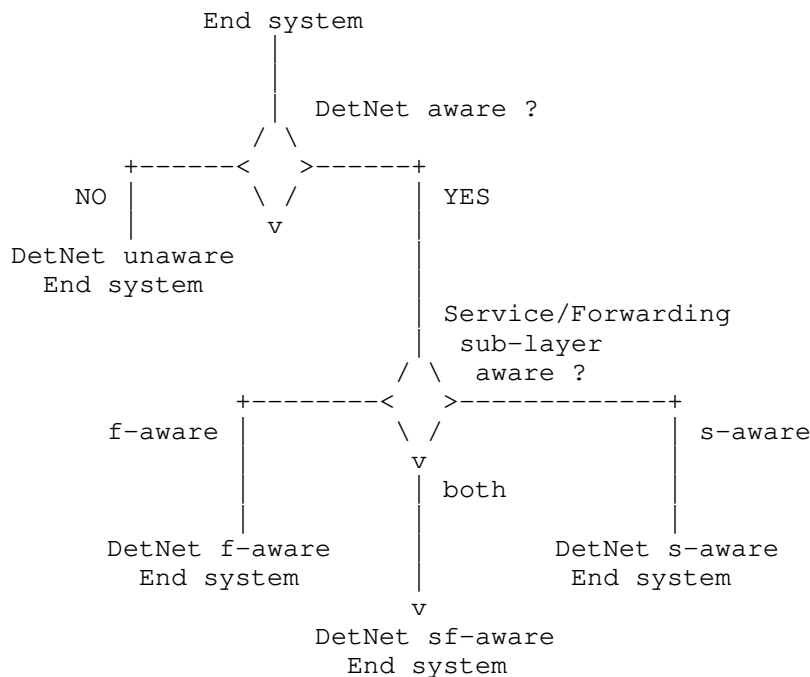 End system
DetNet aware ?
NO
YES
DetNet unaware
End system
Service/Forwarding
sub-layer
aware ?
f-aware
s-aware
both
DetNet f-aware
End system
DetNet s-aware
End system
DetNet sf-aware
End system